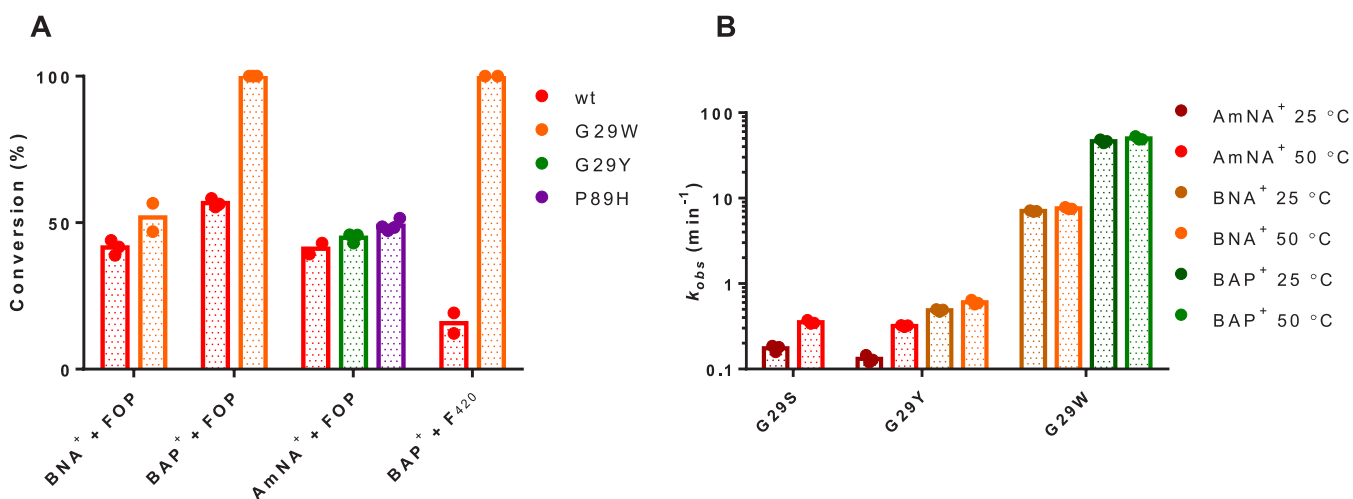 A
Conversion (%)
100
50
0
BNA⁺ + FOP
BAP⁺ + FOP
AmNA⁺ + FOP
BAP⁺ + F₄₂₀
wt
G29W
G29Y
P89H
B
k_obs (min⁻¹)
100
10
1
0.1
G29S
G29Y
G29W
AmNA⁺ 25 °C
AmNA⁺ 50 °C
BNA⁺ 25 °C
BNA⁺ 50 °C
BAP⁺ 25 °C
BAP⁺ 50 °C